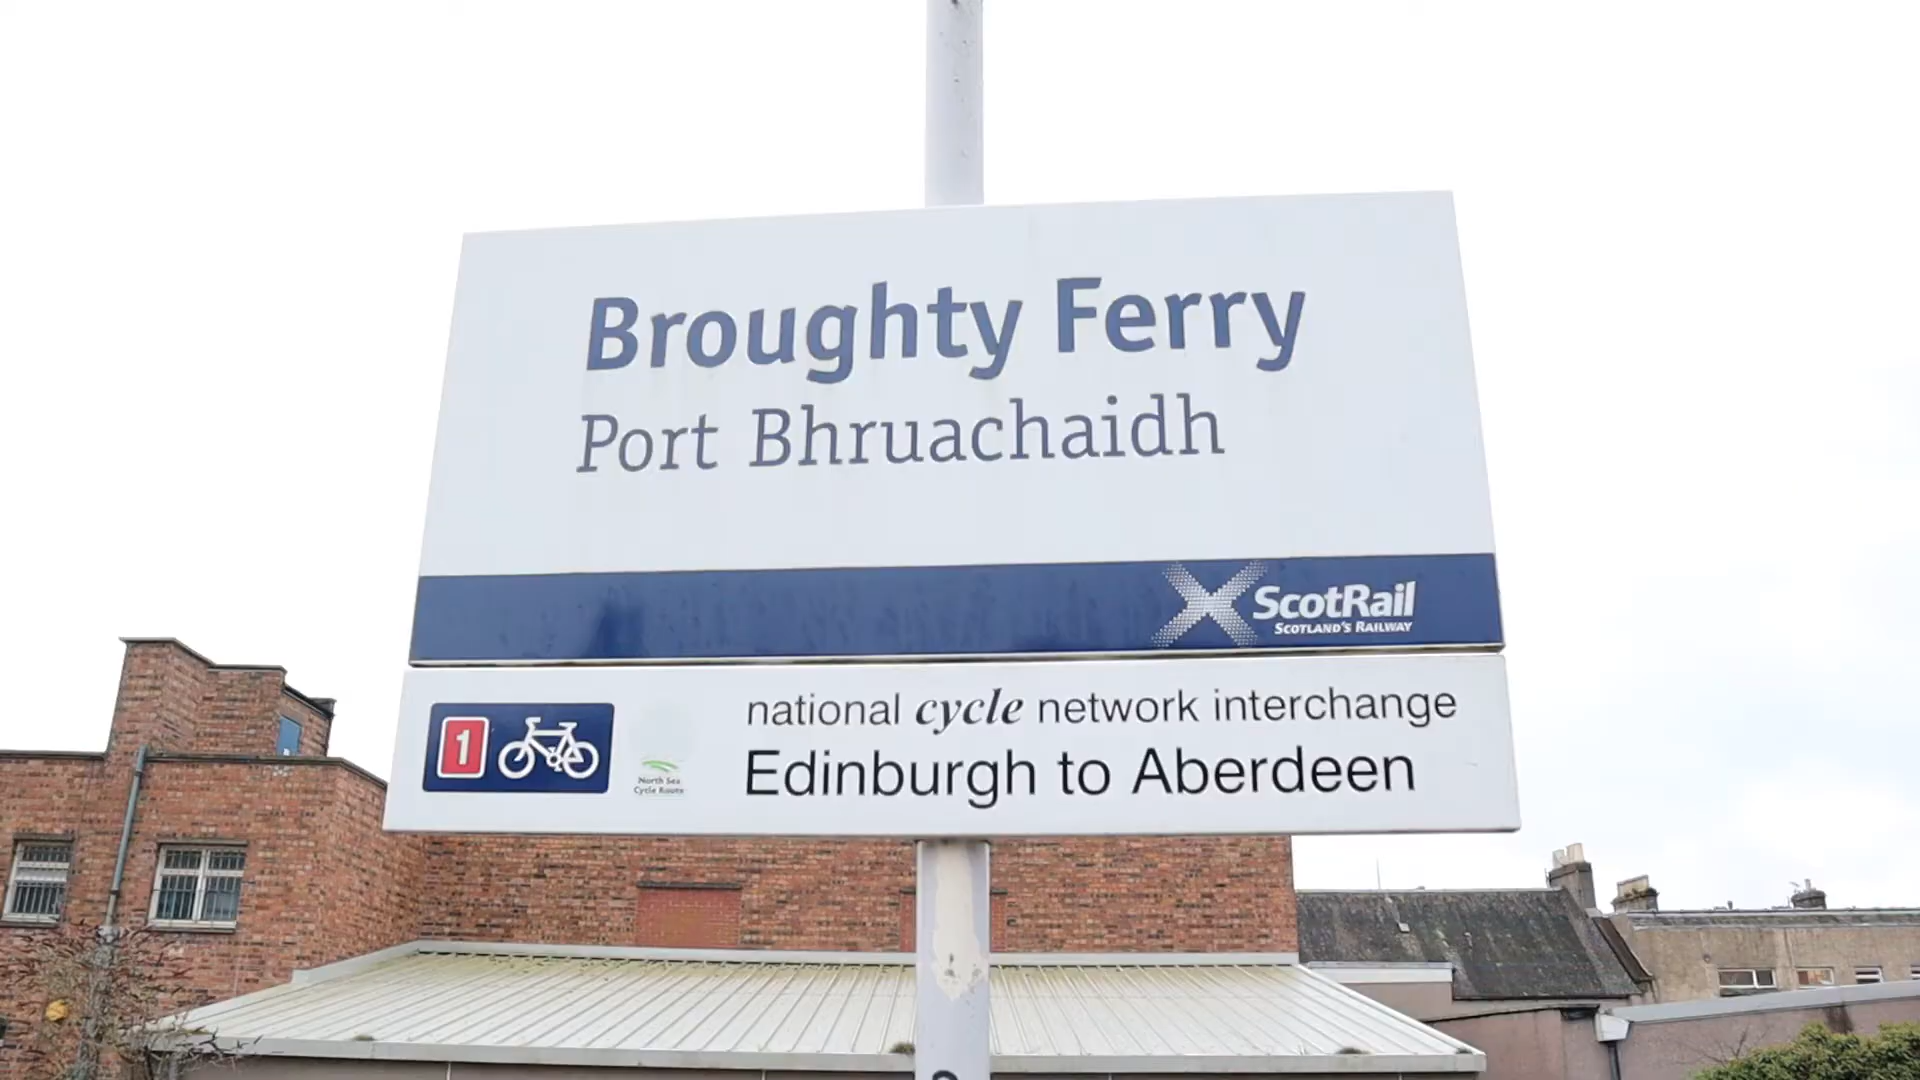 Broughty Ferry
Port Bhruachaidh
ScotRail
SCOTLAND'S RAILWAY
1
national cycle network interchange
Edinburgh to Aberdeen
North Sea
Cycle Route